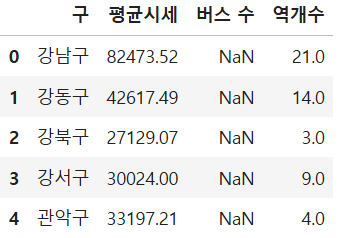 구 평균시세 버스 수 역개수
0 강남구 82473.52 NaN 21.0
1 강동구 42617.49 NaN 14.0
2 강북구 27129.07 NaN 3.0
3 강서구 30024.00 NaN 9.0
4 관악구 33197.21 NaN 4.0